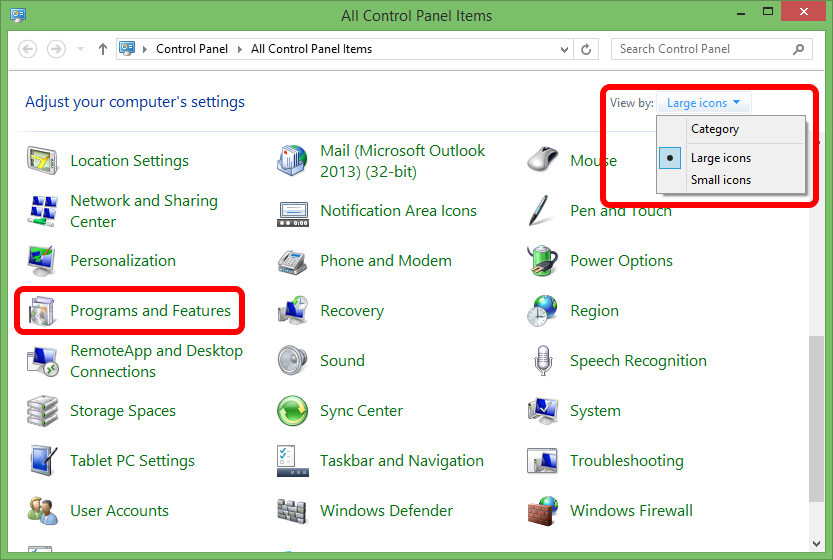 All Control Panel Items
Control Panel
All Control Panel Items
Search Control Panel
Adjust your computer's settings
View by:
Large icons
Category
Large icons
Small icons
Location Settings
Mail (Microsoft Outlook
2013) (32-bit)
Mouse
Network and Sharing
Center
Notification Area Icons
Pen and Touch
Personalization
Phone and Modem
Power Options
Programs and Features
Recovery
Region
RemoteApp and Desktop
Connections
Sound
Speech Recognition
Storage Spaces
Sync Center
System
Tablet PC Settings
Taskbar and Navigation
Troubleshooting
User Accounts
Windows Defender
Windows Firewall